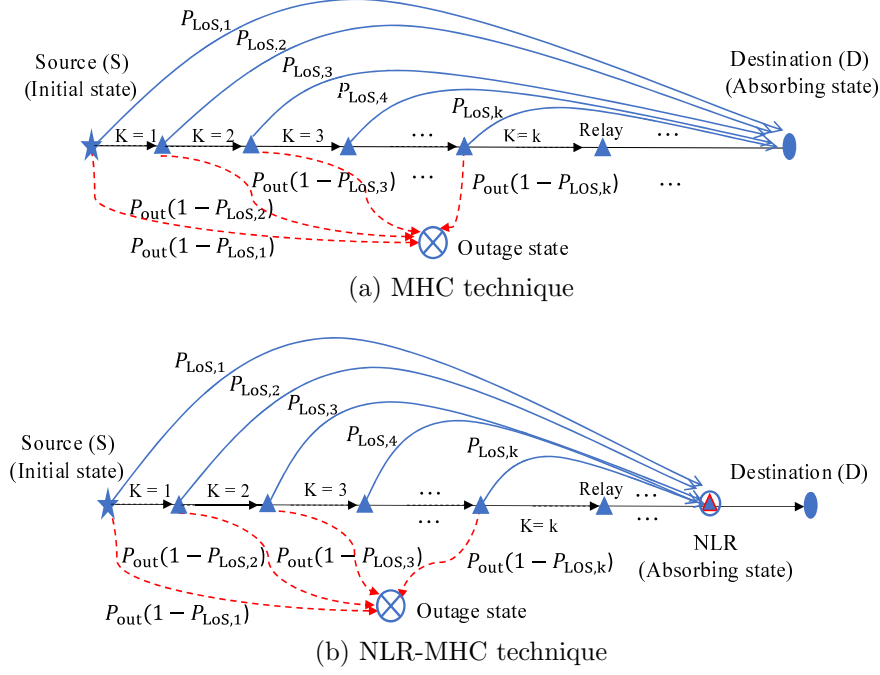 P_LoS,1
P_LoS,2
P_LoS,3
P_LoS,4
P_LoS,k
Source (S)
(Initial state)
Destination (D)
(Absorbing state)
K = 1
K = 2
K = 3
...
K= k
Relay
...
P_out(1 − P_LoS,3)
...
P_out(1 − P_LOS,k)
...
P_out(1 − P_LoS,2)
P_out(1 − P_LoS,1)
Outage state
(a) MHC technique
P_LoS,1
P_LoS,2
P_LoS,3
P_LoS,4
P_LoS,k
Source (S)
(Initial state)
Destination (D)
K = 1
K = 2
K = 3
...
...
Relay
...
...
K= k
NLR
(Absorbing state)
P_out(1 − P_LoS,2)
P_out(1 − P_LOS,3)
P_out(1 − P_LOS,k)
P_out(1 − P_LoS,1)
Outage state
(b) NLR-MHC technique